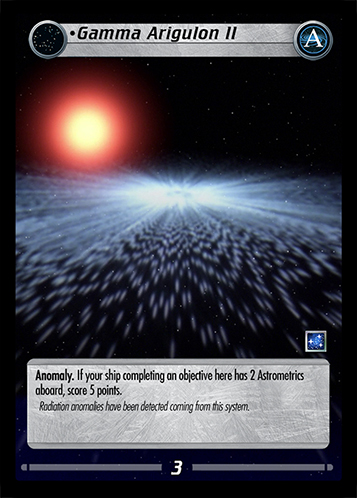 •Gamma Arigulon II
A
Anomaly. If your ship completing an objective here has 2 Astrometrics
aboard, score 5 points.
Radiation anomalies have been detected coming from this system.
3